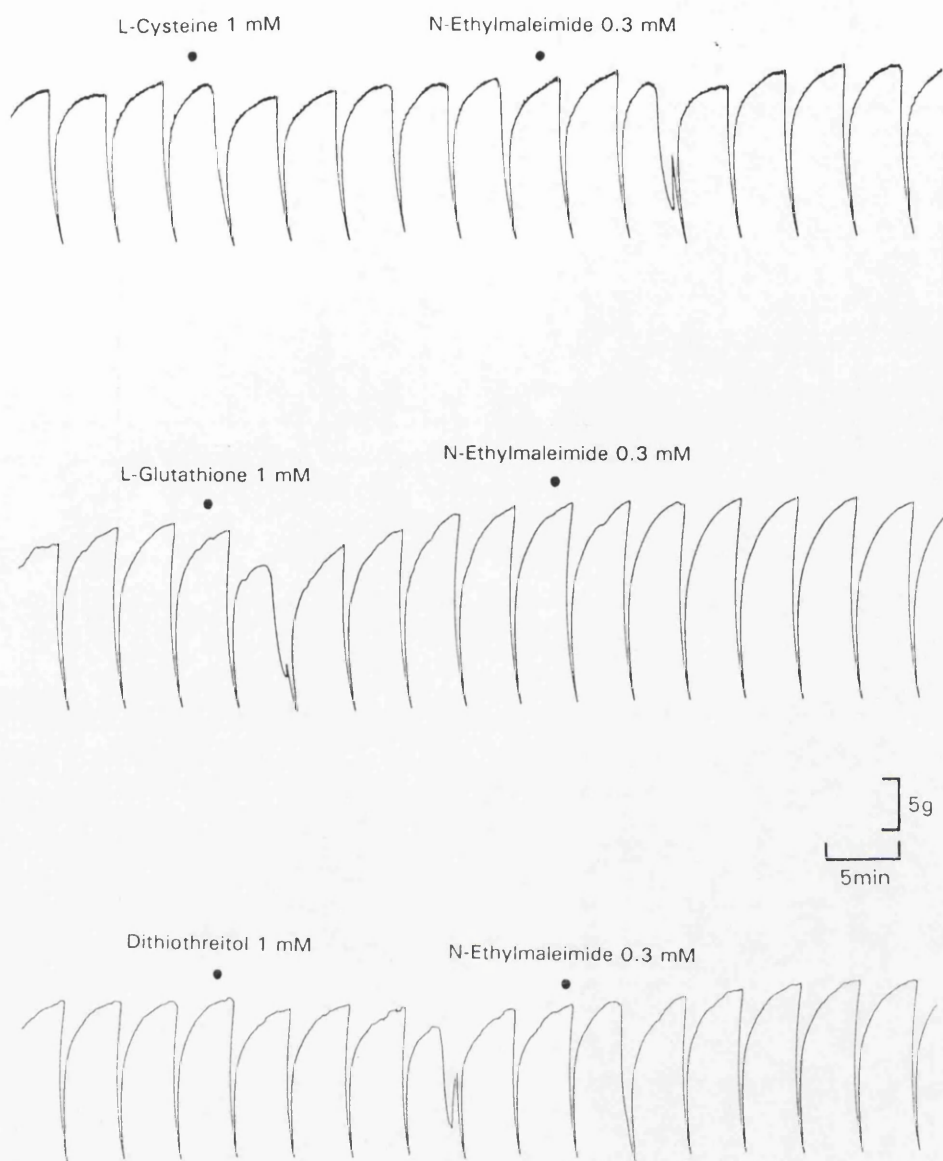 L-Cysteine 1 mM N-Ethylmaleimide 0.3 mM
L-Glutathione 1 mM N-Ethylmaleimide 0.3 mM
5g
5min
Dithiothreitol 1 mM N-Ethylmaleimide 0.3 mM